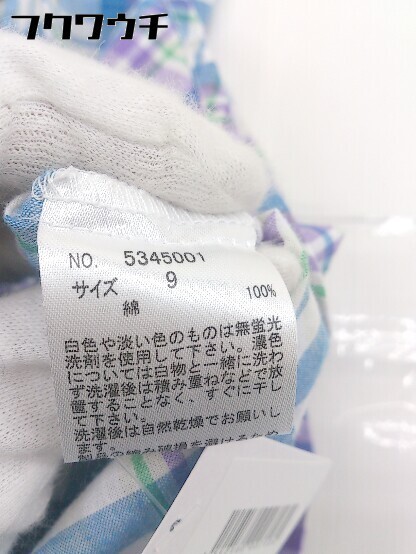 フクワウチ
NO. 5345001
サイズ 9
綿 100%
白色や淡い色のものは無蛍光
洗剤を使用して下さい。濃色
については白物と一緒に洗わ
ず洗濯後は積み重ねなどで放
置することなく、すぐに干し
て下さい。
洗濯後は自然乾燥でお願いし
ます。